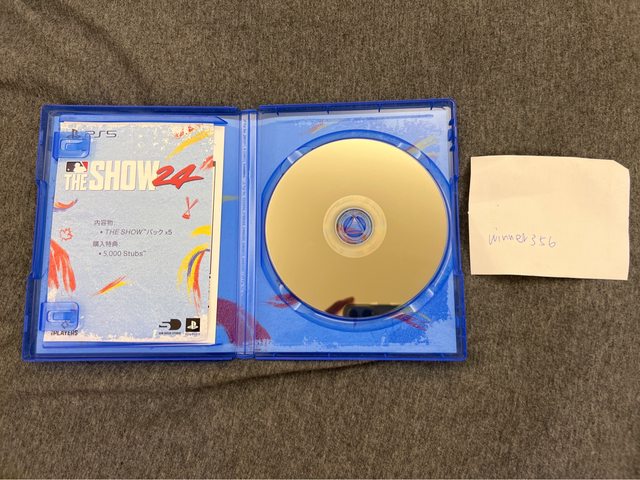 PS5
MLB
THE SHOW 24
内容物:
• THE SHOW™パック x5
購入特典:
• 5,000 Stubs™
PLAYERS
winner356